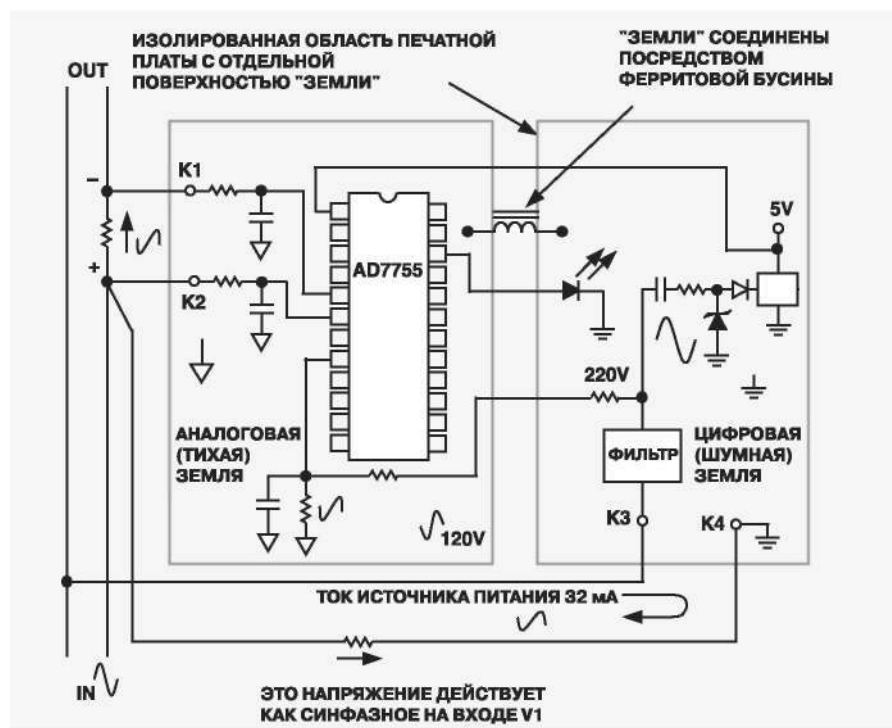 ИЗОЛИРОВАННАЯ ОБЛАСТЬ ПЕЧАТНОЙ
ПЛАТЫ С ОТДЕЛЬНОЙ
ПОВЕРХНОСТЬЮ "ЗЕМЛИ"
"ЗЕМЛИ" СОЕДИНЕНЫ
ПОСРЕДСТВОМ
ФЕРРИТОВОЙ БУСИНЫ
OUT
K1
–
+
K2
AD7755
5V
220V
АНАЛОГОВАЯ
(ТИХАЯ)
ЗЕМЛЯ
ФИЛЬТР
ЦИФРОВАЯ
(ШУМНАЯ)
ЗЕМЛЯ
120V
K3
K4
ТОК ИСТОЧНИКА ПИТАНИЯ 32 мА
IN
ЭТО НАПРЯЖЕНИЕ ДЕЙСТВУЕТ
КАК СИНФАЗНОЕ НА ВХОДЕ V1